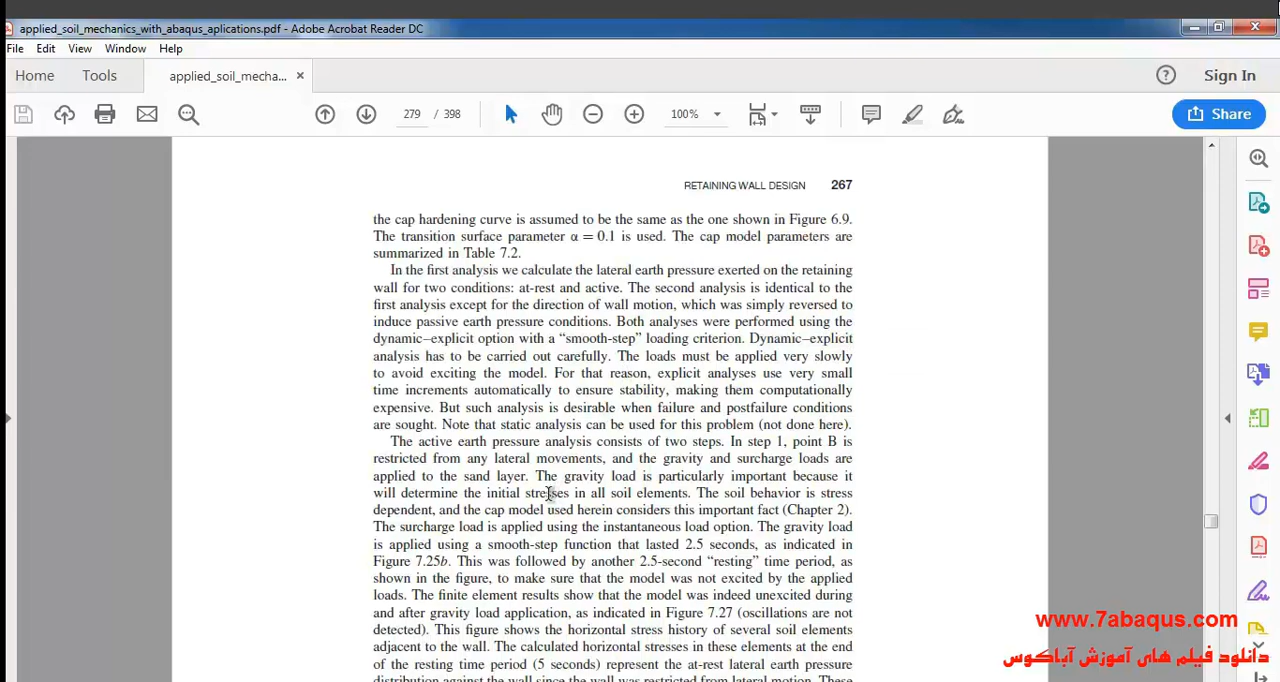 applied_soil_mechanics_with_abaqus_aplications.pdf - Adobe Acrobat Reader DC
File Edit View Window Help
Home Tools applied_soil_mecha... × Sign In
279 / 398 100% Share
RETAINING WALL DESIGN 267
the cap hardening curve is assumed to be the same as the one shown in Figure 6.9.
The transition surface parameter α = 0.1 is used. The cap model parameters are
summarized in Table 7.2.
In the first analysis we calculate the lateral earth pressure exerted on the retaining
wall for two conditions: at-rest and active. The second analysis is identical to the
first analysis except for the direction of wall motion, which was simply reversed to
induce passive earth pressure conditions. Both analyses were performed using the
dynamic–explicit option with a “smooth-step” loading criterion. Dynamic–explicit
analysis has to be carried out carefully. The loads must be applied very slowly
to avoid exciting the model. For that reason, explicit analyses use very small
time increments automatically to ensure stability, making them computationally
expensive. But such analysis is desirable when failure and postfailure conditions
are sought. Note that static analysis can be used for this problem (not done here).
The active earth pressure analysis consists of two steps. In step 1, point B is
restricted from any lateral movements, and the gravity and surcharge loads are
applied to the sand layer. The gravity load is particularly important because it
will determine the initial stresses in all soil elements. The soil behavior is stress
dependent, and the cap model used herein considers this important fact (Chapter 2).
The surcharge load is applied using the instantaneous load option. The gravity load
is applied using a smooth-step function that lasted 2.5 seconds, as indicated in
Figure 7.25b. This was followed by another 2.5-second “resting” time period, as
shown in the figure, to make sure that the model was not excited by the applied
loads. The finite element results show that the model was indeed unexcited during
and after gravity load application, as indicated in Figure 7.27 (oscillations are not
detected). This figure shows the horizontal stress history of several soil elements
adjacent to the wall. The calculated horizontal stresses in these elements at the end
of the resting time period (5 seconds) represent the at-rest lateral earth pressure
distribution against the wall since the wall was restricted from lateral motion. These
www.7abaqus.com
دانلود فیلم های آموزش آباکوس